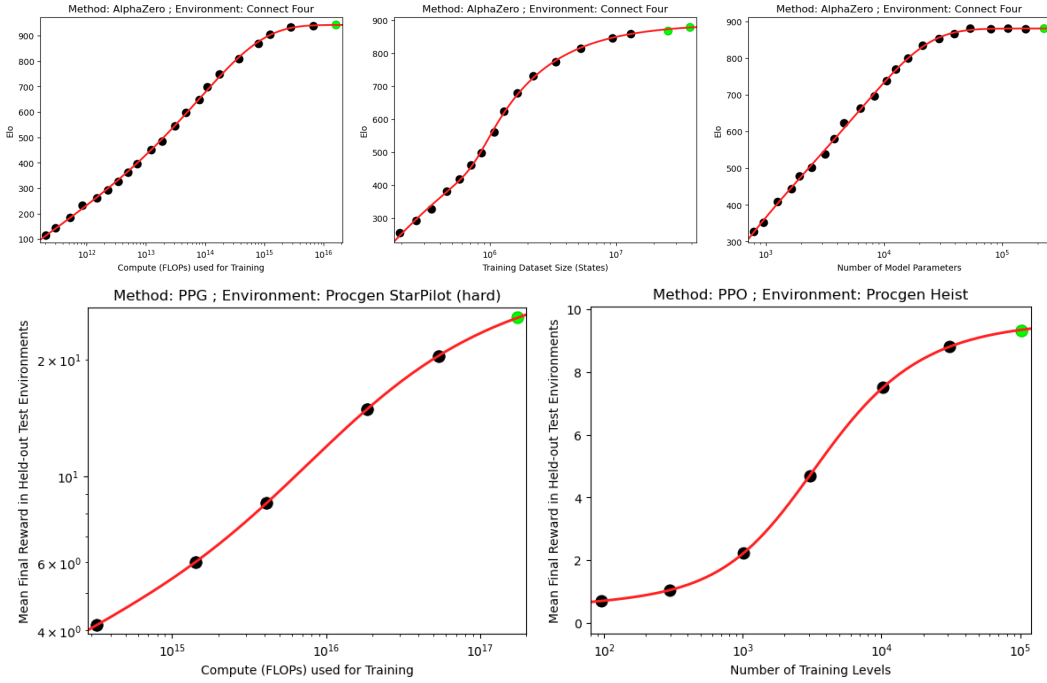 Method: AlphaZero ; Environment: Connect Four
900
800
700
600
500
400
300
200
100
Elo
10¹²
10¹³
10¹⁴
10¹⁵
10¹⁶
Compute (FLOPs) used for Training
Method: AlphaZero ; Environment: Connect Four
900
800
700
600
500
400
300
Elo
10⁶
10⁷
Training Dataset Size (States)
Method: AlphaZero ; Environment: Connect Four
900
800
700
600
500
400
300
Elo
10³
10⁴
10⁵
Number of Model Parameters
Method: PPG ; Environment: Procgen StarPilot (hard)
Mean Final Reward in Held-out Test Environments
2 × 10¹
10¹
6 × 10⁰
4 × 10⁰
10¹⁵
10¹⁶
10¹⁷
Compute (FLOPs) used for Training
Method: PPO ; Environment: Procgen Heist
Mean Final Reward in Held-out Test Environments
10
8
6
4
2
0
10²
10³
10⁴
10⁵
Number of Training Levels